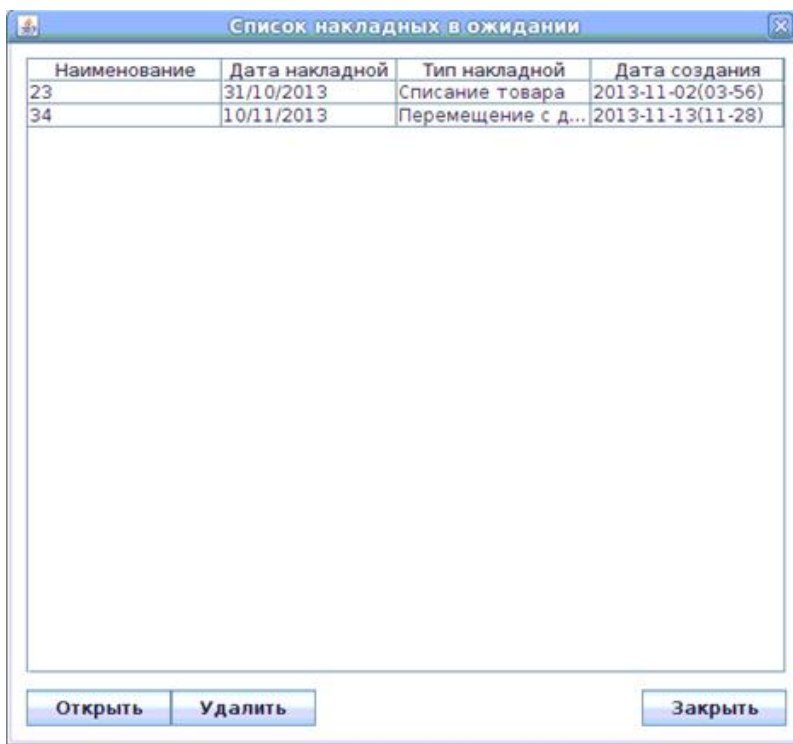 Список накладных в ожидании
Наименование Дата накладной Тип накладной Дата создания
23 31/10/2013 Списание товара 2013-11-02(03-56)
34 10/11/2013 Перемещение с д... 2013-11-13(11-28)
Открыть Удалить Закрыть